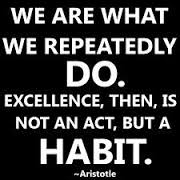 WE ARE WHAT
WE REPEATEDLY
DO.
EXCELLENCE, THEN, IS
NOT AN ACT, BUT A
HABIT.
~Aristotle